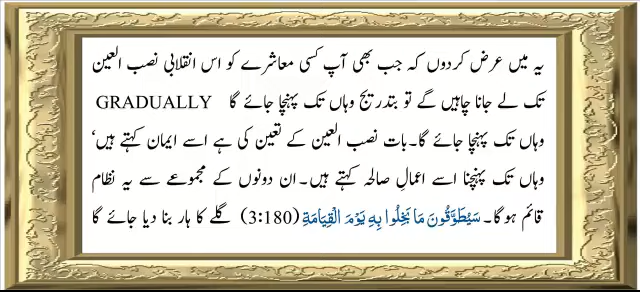 یہ میں عرض کردوں کہ جب بھی آپ کسی معاشرے کو اس انقلابی نصب العین
تک لے جانا چاہیں گے تو بتدریج وہاں تک پہنچا جائے گا GRADUALLY
وہاں تک پہنچا جائے گا۔بات نصب العین کے تعین کی ہے اسے ایمان کہتے ہیں‘
وہاں تک پہنچنا اسے اعمالِ صالحہ کہتے ہیں۔ان دونوں کے مجموعے سے یہ نظام
قائم ہوگا۔ سَيُطَوَّقُونَ مَا بَخِلُوا بِهِ يَوْمَ الْقِيَامَةِ (3:180) گلے کا ہار بنا دیا جائے گا